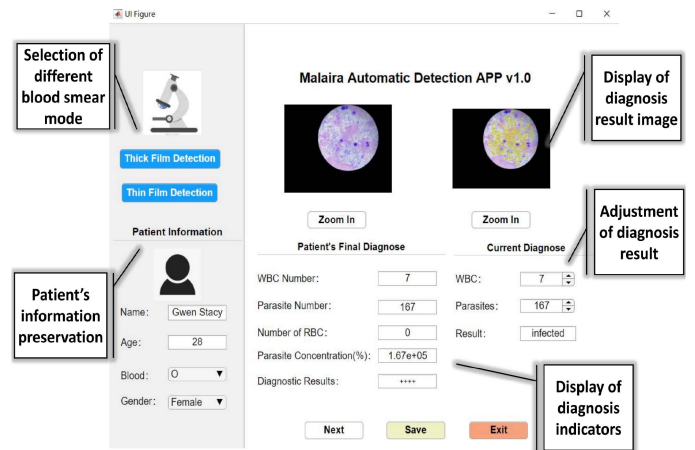 UI Figure
Selection of
different
blood smear
mode
Malaira Automatic Detection APP v1.0
Display of
diagnosis
result image
Thick Film Detection
Thin Film Detection
Zoom In
Zoom In
Adjustment
of diagnosis
result
Patient Information
Patient's Final Diagnose
Current Diagnose
Patient's
information
preservation
WBC Number: 7
WBC: 7
Parasite Number: 167
Parasites: 167
Name: Gwen Stacy
Number of RBC: 0
Result: infected
Age: 28
Parasite Concentration(%): 1.67e+05
Blood: O
Diagnostic Results: ++++
Gender: Female
Display of
diagnosis
indicators
Next
Save
Exit